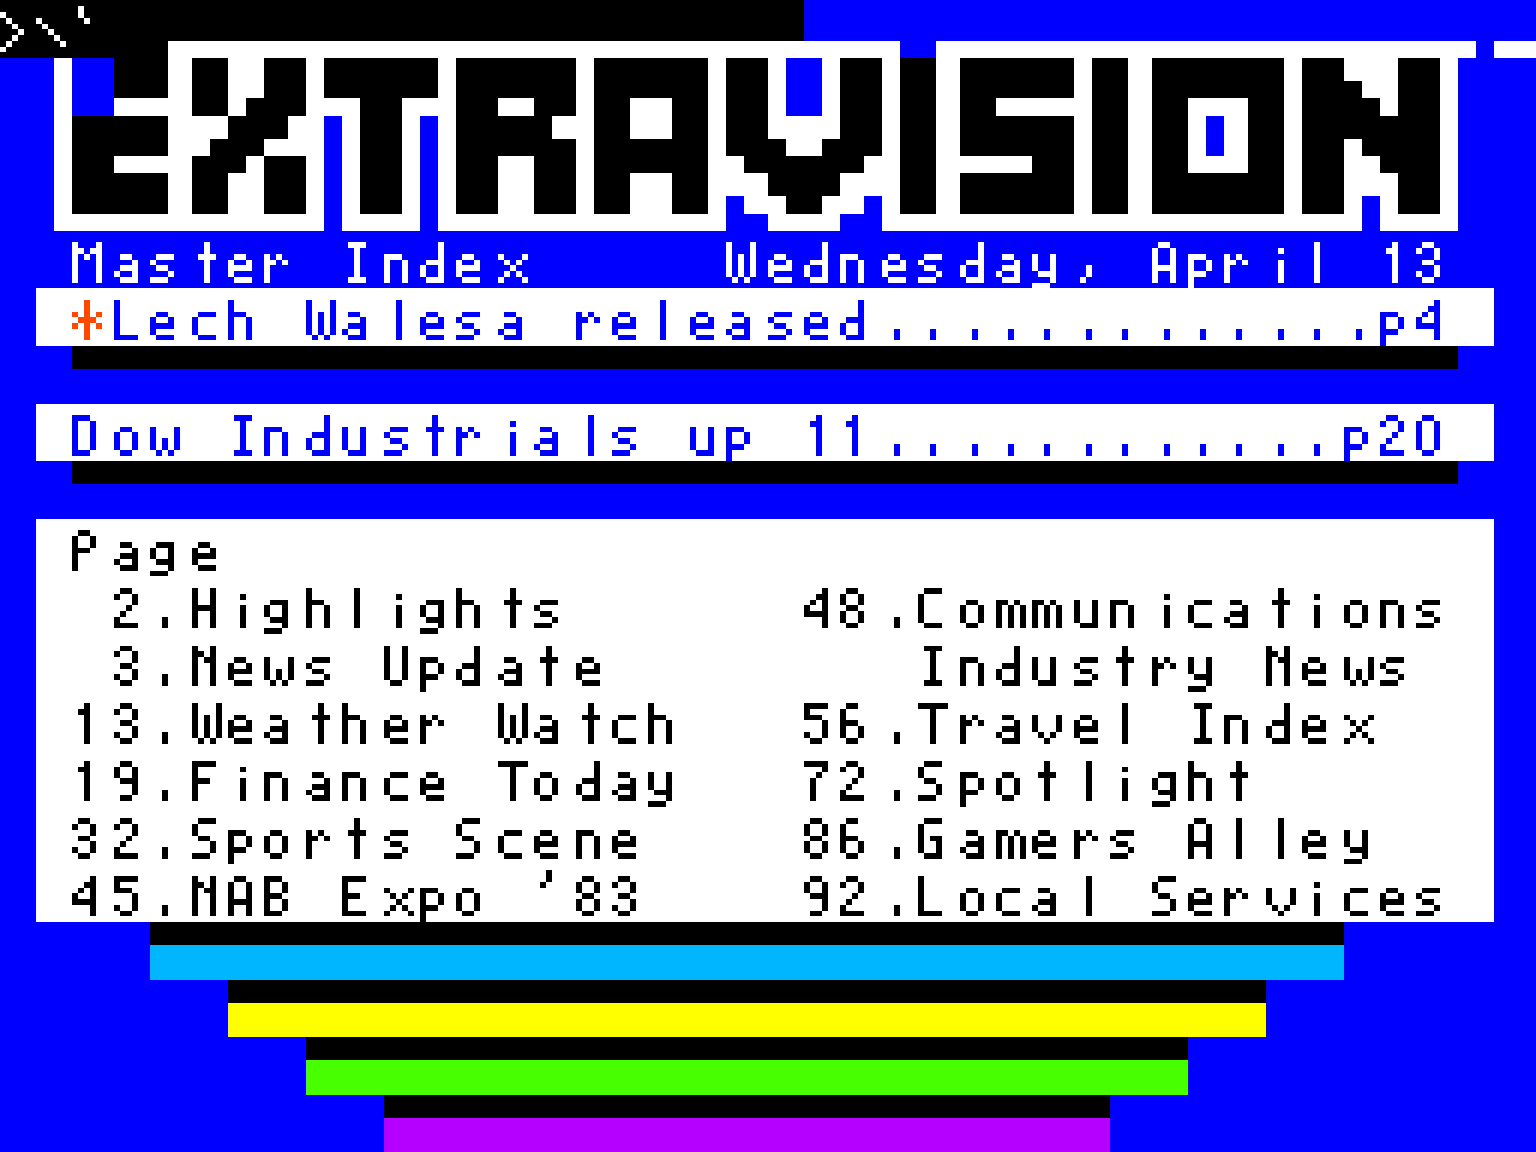 EXTRAVISION
Master Index Wednesday, April 13
*Lech Walesa released.............p4
Dow Industrials up 11............p20
Page
2.Highlights
3.News Update
13.Weather Watch
19.Finance Today
32.Sports Scene
45.NAB Expo '83
48.Communications
Industry News
56.Travel Index
72.Spotlight
86.Gamers Alley
92.Local Services